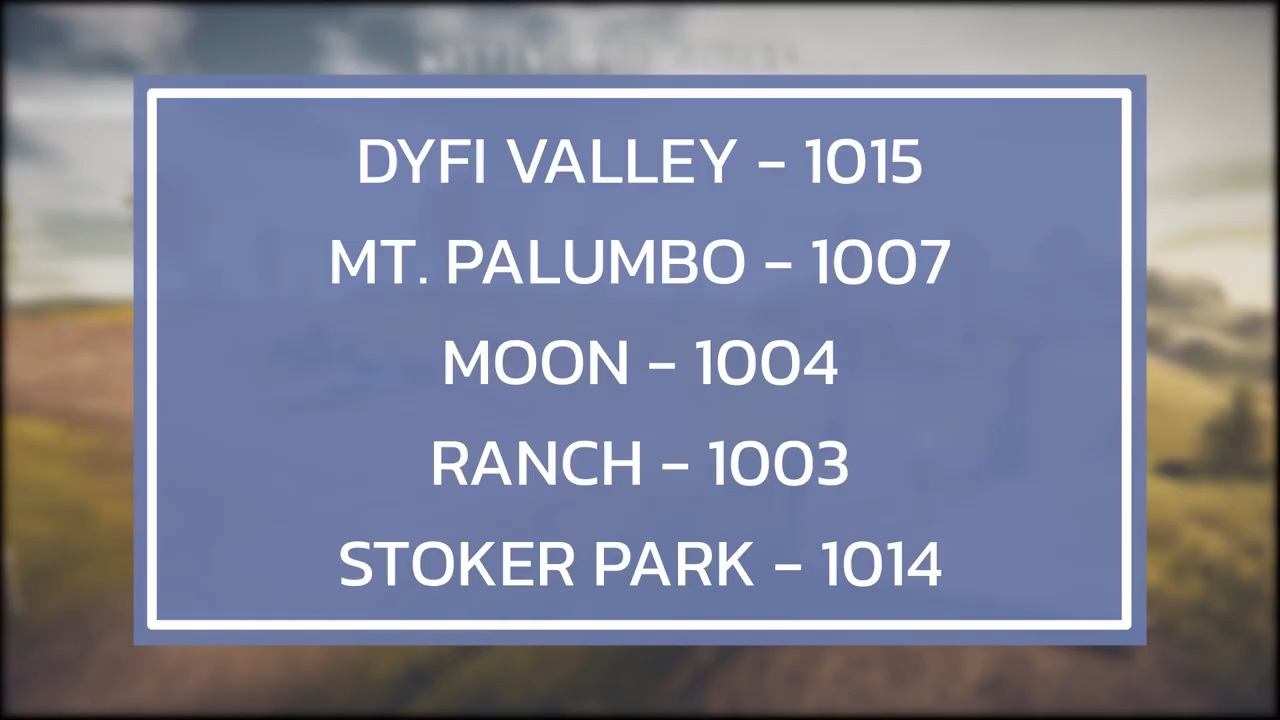 DYFI VALLEY – 1015
MT. PALUMBO – 1007
MOON – 1004
RANCH – 1003
STOKER PARK – 1014